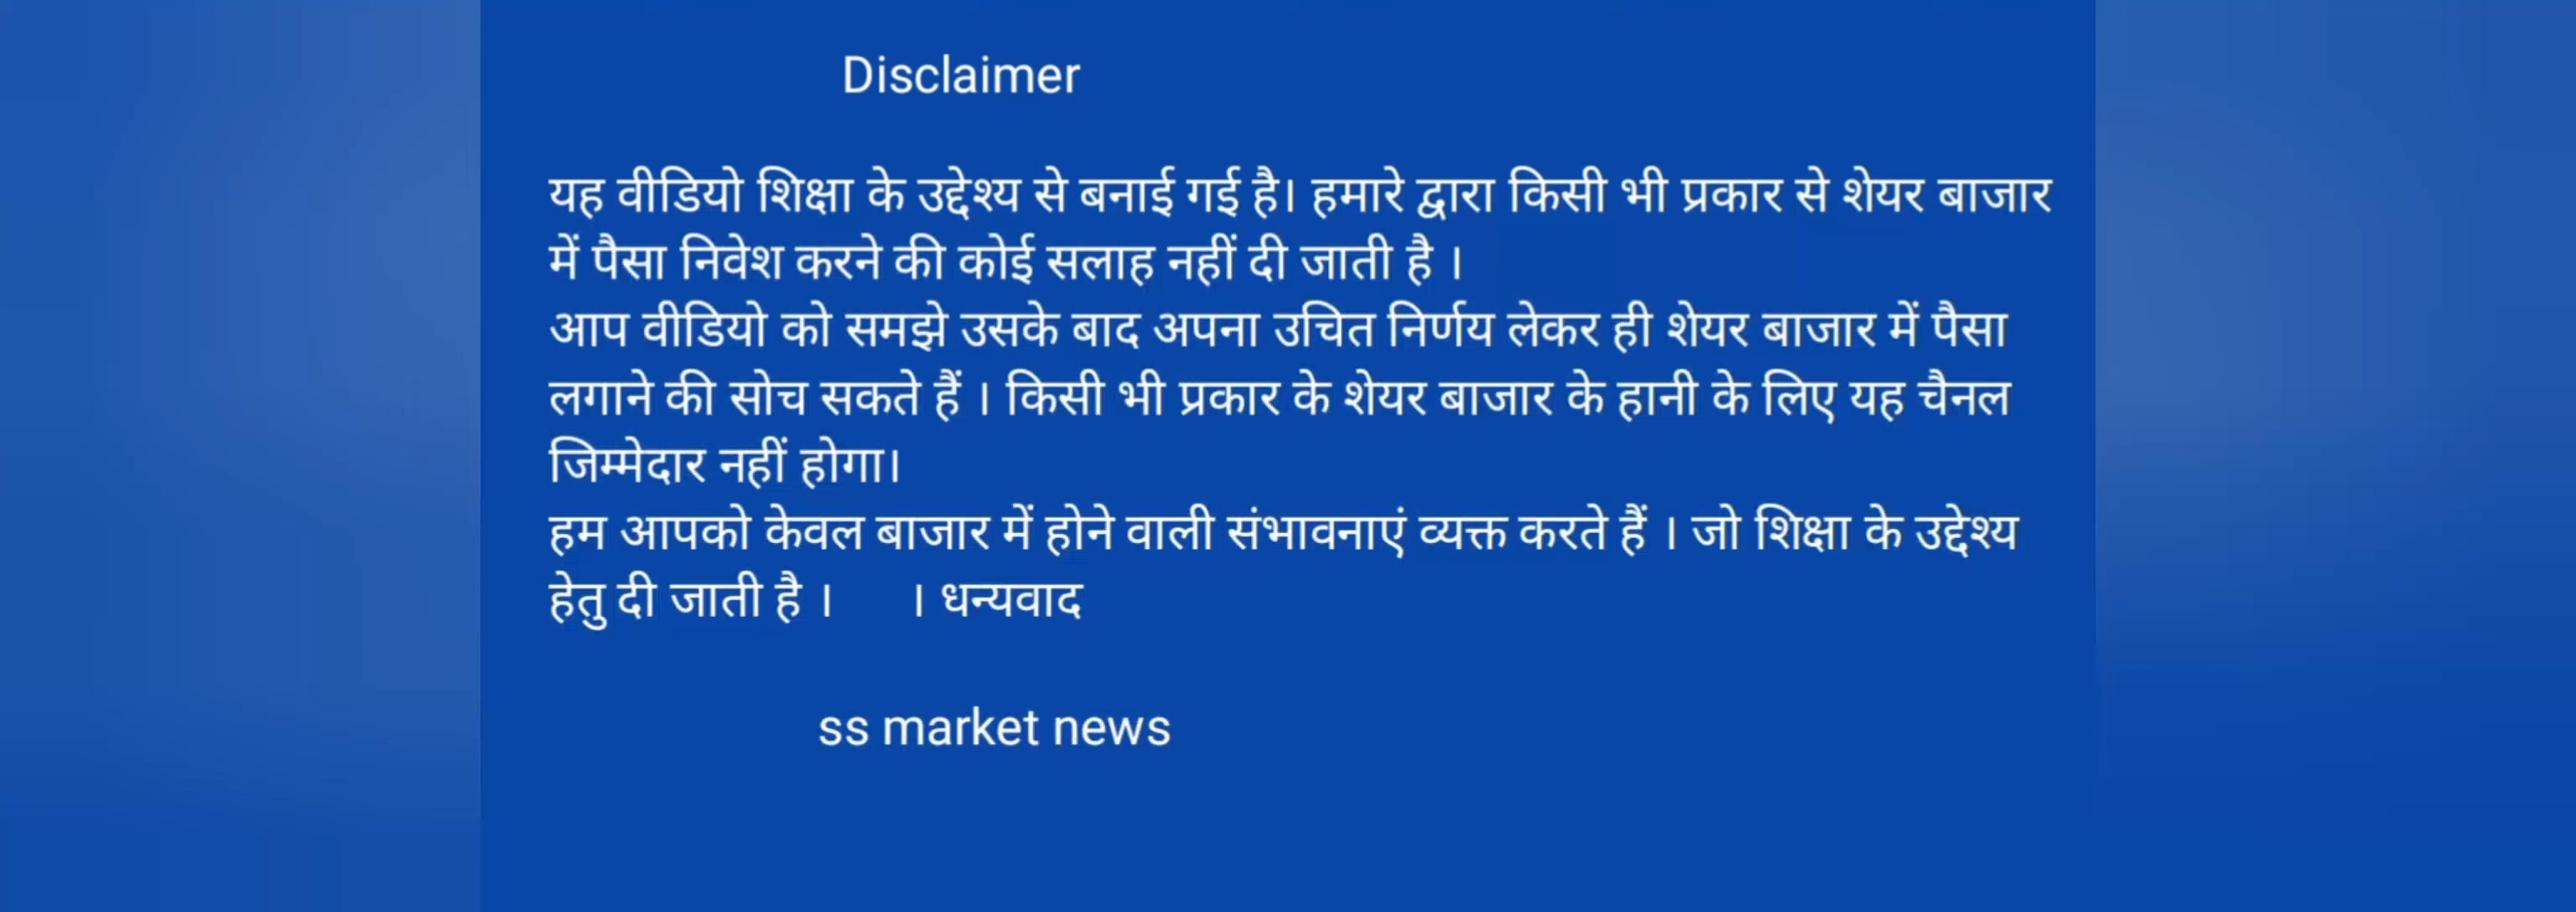 Disclaimer
यह वीडियो शिक्षा के उद्देश्य से बनाई गई है। हमारे द्वारा किसी भी प्रकार से शेयर बाजार
में पैसा निवेश करने की कोई सलाह नहीं दी जाती है ।
आप वीडियो को समझे उसके बाद अपना उचित निर्णय लेकर ही शेयर बाजार में पैसा
लगाने की सोच सकते हैं । किसी भी प्रकार के शेयर बाजार के हानी के लिए यह चैनल
जिम्मेदार नहीं होगा।
हम आपको केवल बाजार में होने वाली संभावनाएं व्यक्त करते हैं । जो शिक्षा के उद्देश्य
हेतु दी जाती है । । धन्यवाद
ss market news